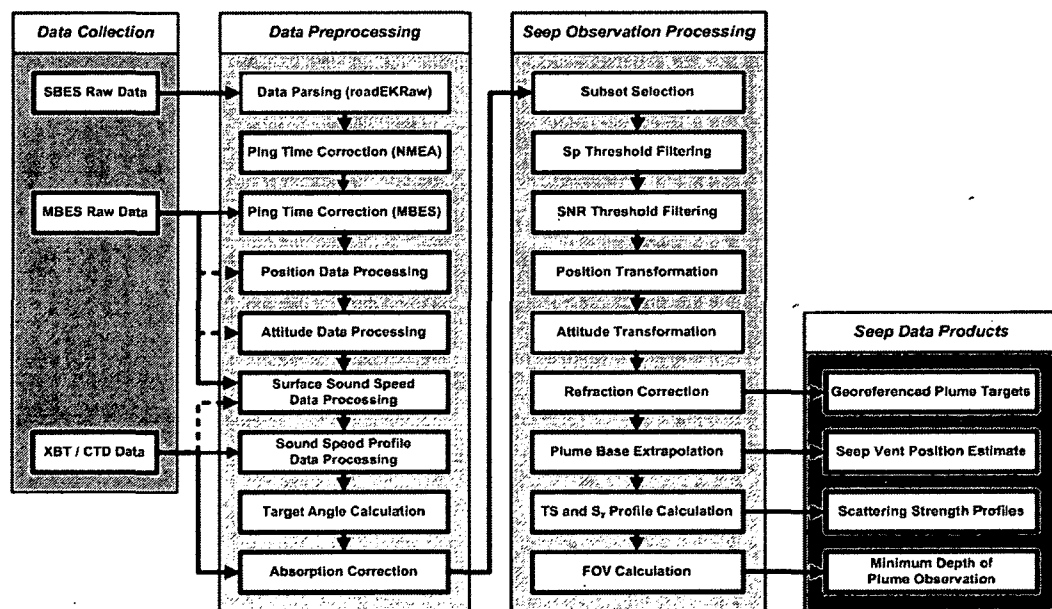 Data Collection
SBES Raw Data
MBES Raw Data
XBT / CTD Data
Data Preprocessing
Data Parsing (readEKRaw)
Ping Time Correction (NMEA)
Ping Time Correction (MBES)
Position Data Processing
Attitude Data Processing
Surface Sound Speed
Data Processing
Sound Speed Profile
Data Processing
Target Angle Calculation
Absorption Correction
Seep Observation Processing
Subset Selection
Sp Threshold Filtering
SNR Threshold Filtering
Position Transformation
Attitude Transformation
Refraction Correction
Plume Base Extrapolation
TS and Sv Profile Calculation
FOV Calculation
Seep Data Products
Georeferenced Plume Targets
Seep Vent Position Estimate
Scattering Strength Profiles
Minimum Depth of
Plume Observation